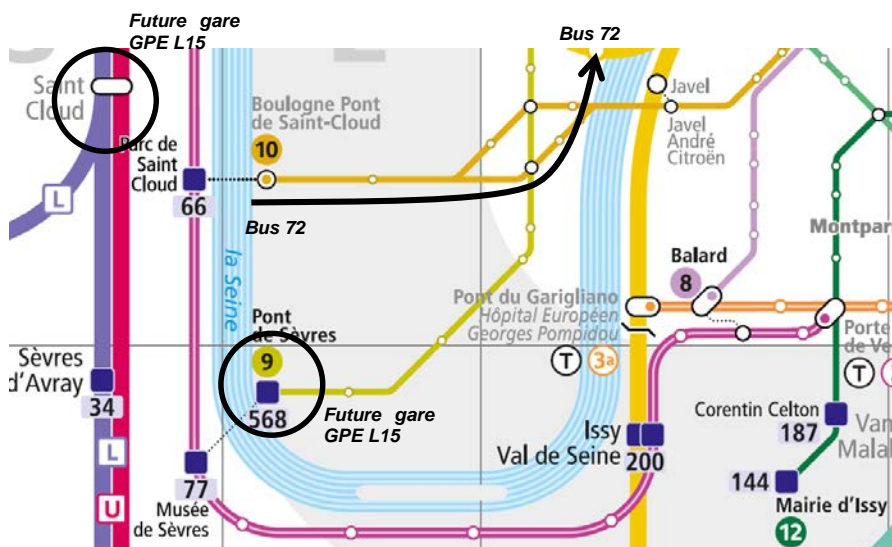 Future gare
GPE L15
Bus 72
Saint
Cloud
Boulogne Pont
de Saint-Cloud
10
Javel
Javel
André
Citroën
Parc de
Saint
Cloud
66
L
Bus 72
la Seine
Montpar
Balard
8
Pont du Garigliano
Hôpital Européen
Georges Pompidou
T 3a
Porte
de Ve
T
Pont
de Sèvres
9
568
Future gare
GPE L15
Sèvres
d'Avray
34
L
U
77
Musée
de Sèvres
Issy
Val de Seine
200
Corentin Celton
187
Van
Malak
144
Mairie d'Issy
12